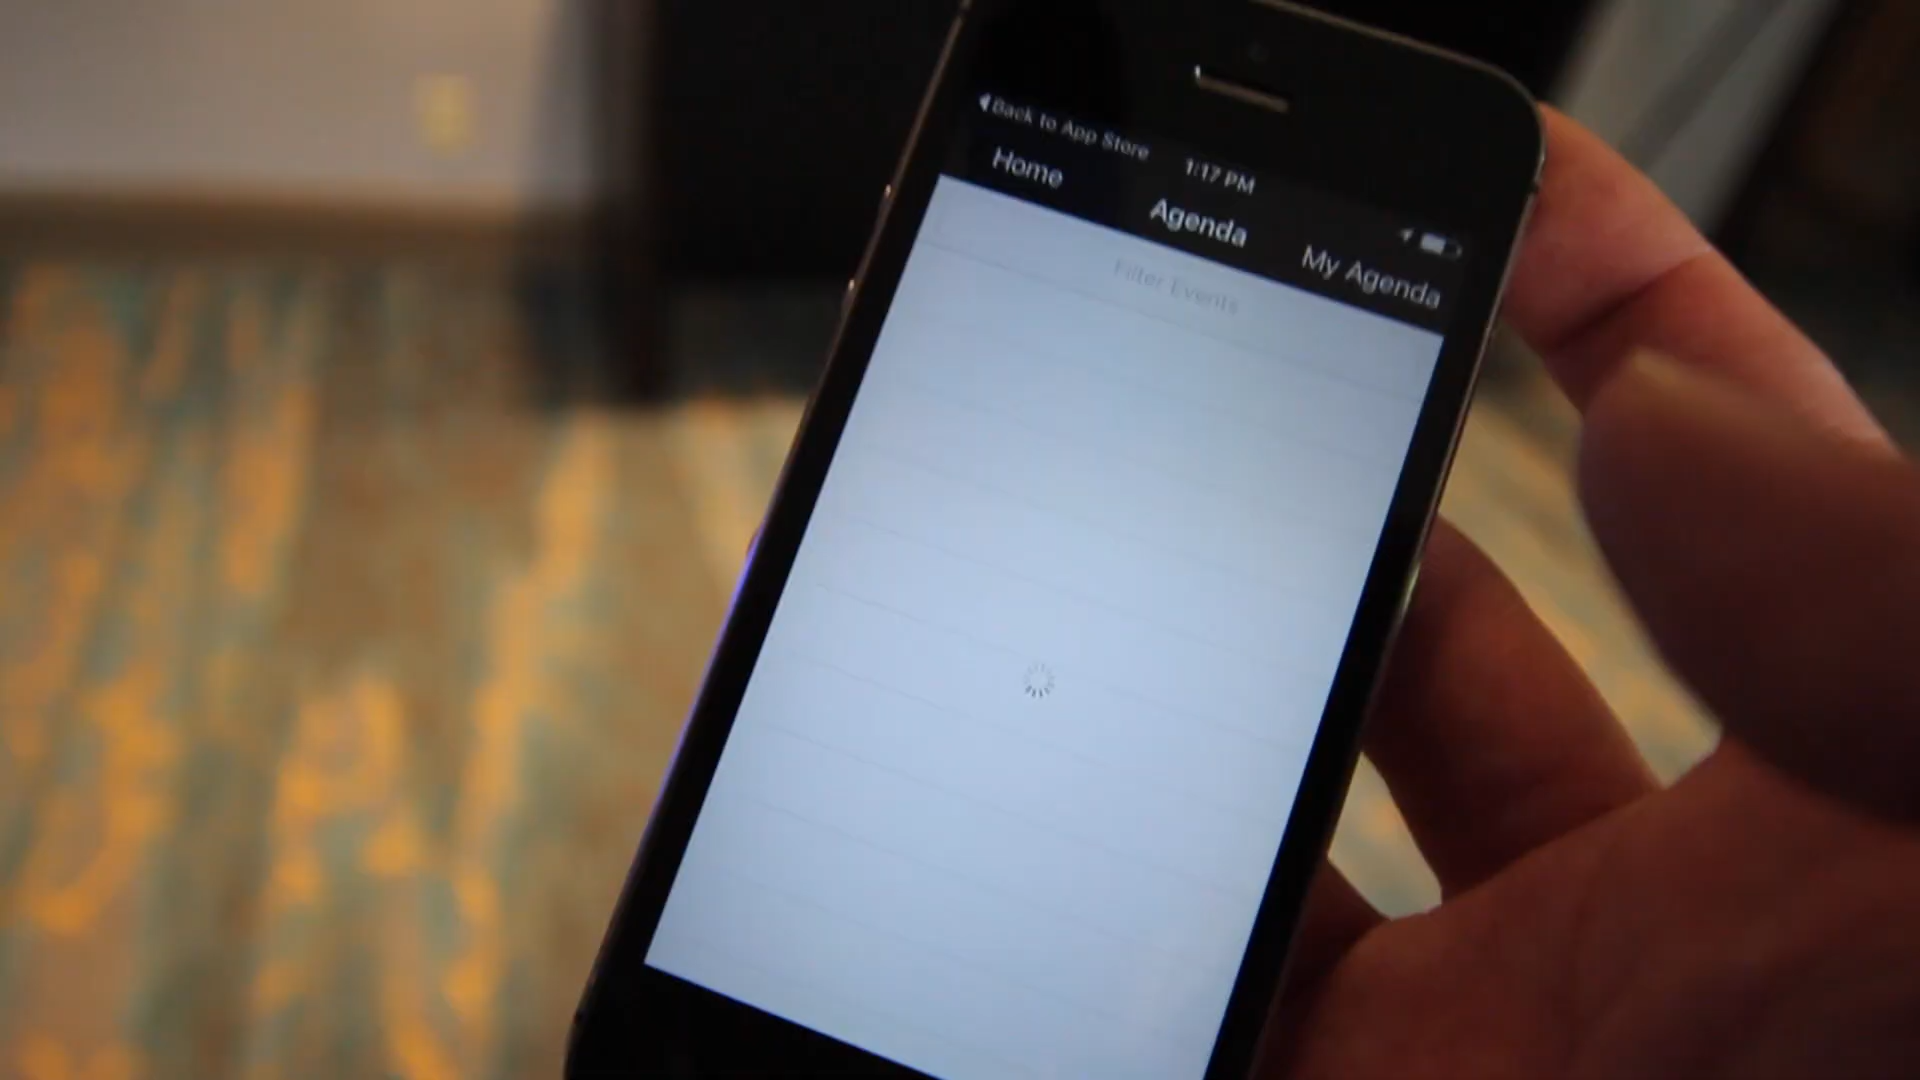 Back to App Store
1:17 PM
Home
Agenda
My Agenda
Filter Events